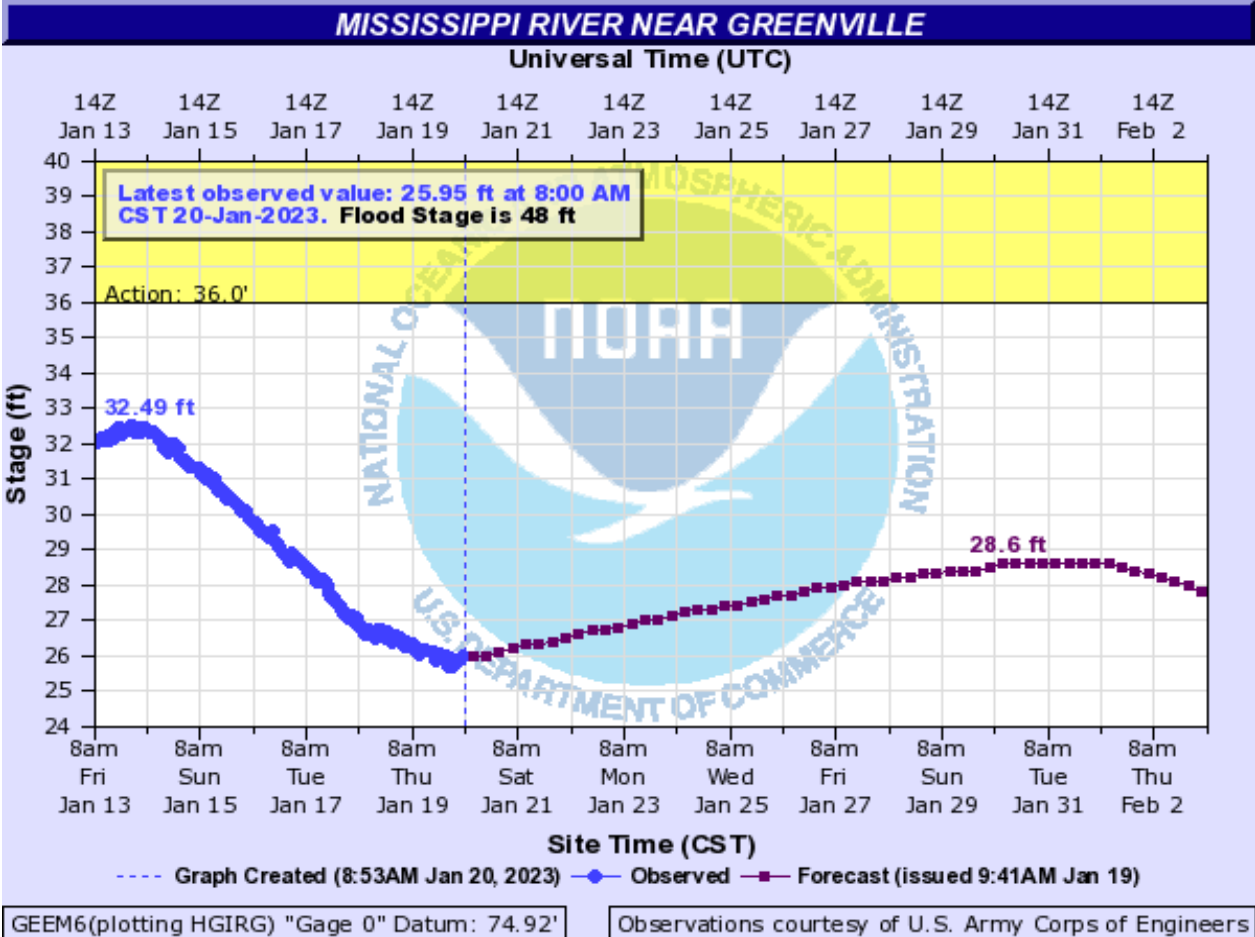 MISSISSIPPI RIVER NEAR GREENVILLE
Universal Time (UTC)
14Z 14Z 14Z 14Z 14Z 14Z 14Z 14Z 14Z 14Z 14Z
Jan 13 Jan 15 Jan 17 Jan 19 Jan 21 Jan 23 Jan 25 Jan 27 Jan 29 Jan 31 Feb 2
Latest observed value: 25.95 ft at 8:00 AM
CST 20-Jan-2023. Flood Stage is 48 ft
Action: 36.0'
NATIONAL OCEANIC AND ATMOSPHERIC ADMINISTRATION
NOAA
U.S. DEPARTMENT OF COMMERCE
32.49 ft
28.6 ft
Stage (ft)
40
39
38
37
36
35
34
33
32
31
30
29
28
27
26
25
24
8am 8am 8am 8am 8am 8am 8am 8am 8am 8am 8am
Fri Sun Tue Thu Sat Mon Wed Fri Sun Tue Thu
Jan 13 Jan 15 Jan 17 Jan 19 Jan 21 Jan 23 Jan 25 Jan 27 Jan 29 Jan 31 Feb 2
Site Time (CST)
Graph Created (8:53AM Jan 20, 2023) Observed Forecast (issued 9:41AM Jan 19)
GEEM6(plotting HGIRG) "Gage 0" Datum: 74.92'
Observations courtesy of U.S. Army Corps of Engineers